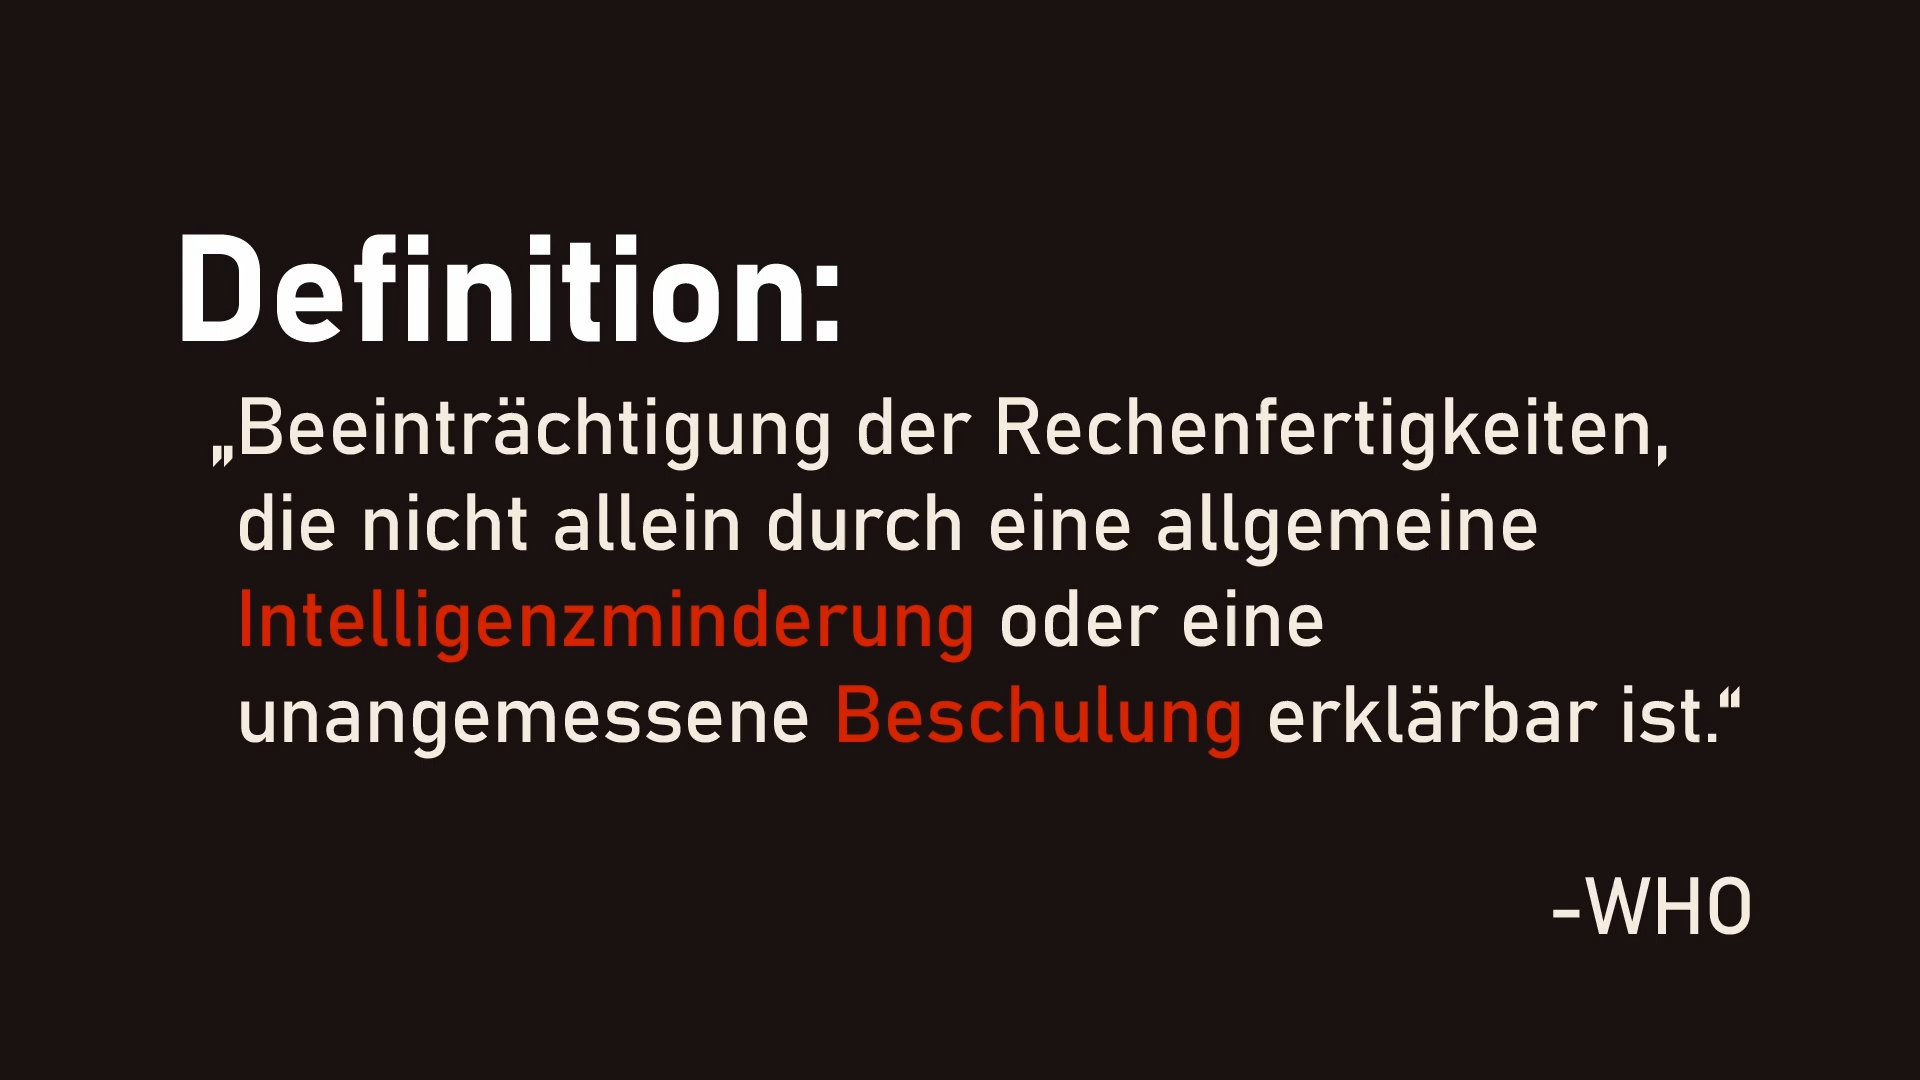 Definition:
„Beeinträchtigung der Rechenfertigkeiten,
die nicht allein durch eine allgemeine
Intelligenzminderung oder eine
unangemessene Beschulung erklärbar ist.“
-WHO